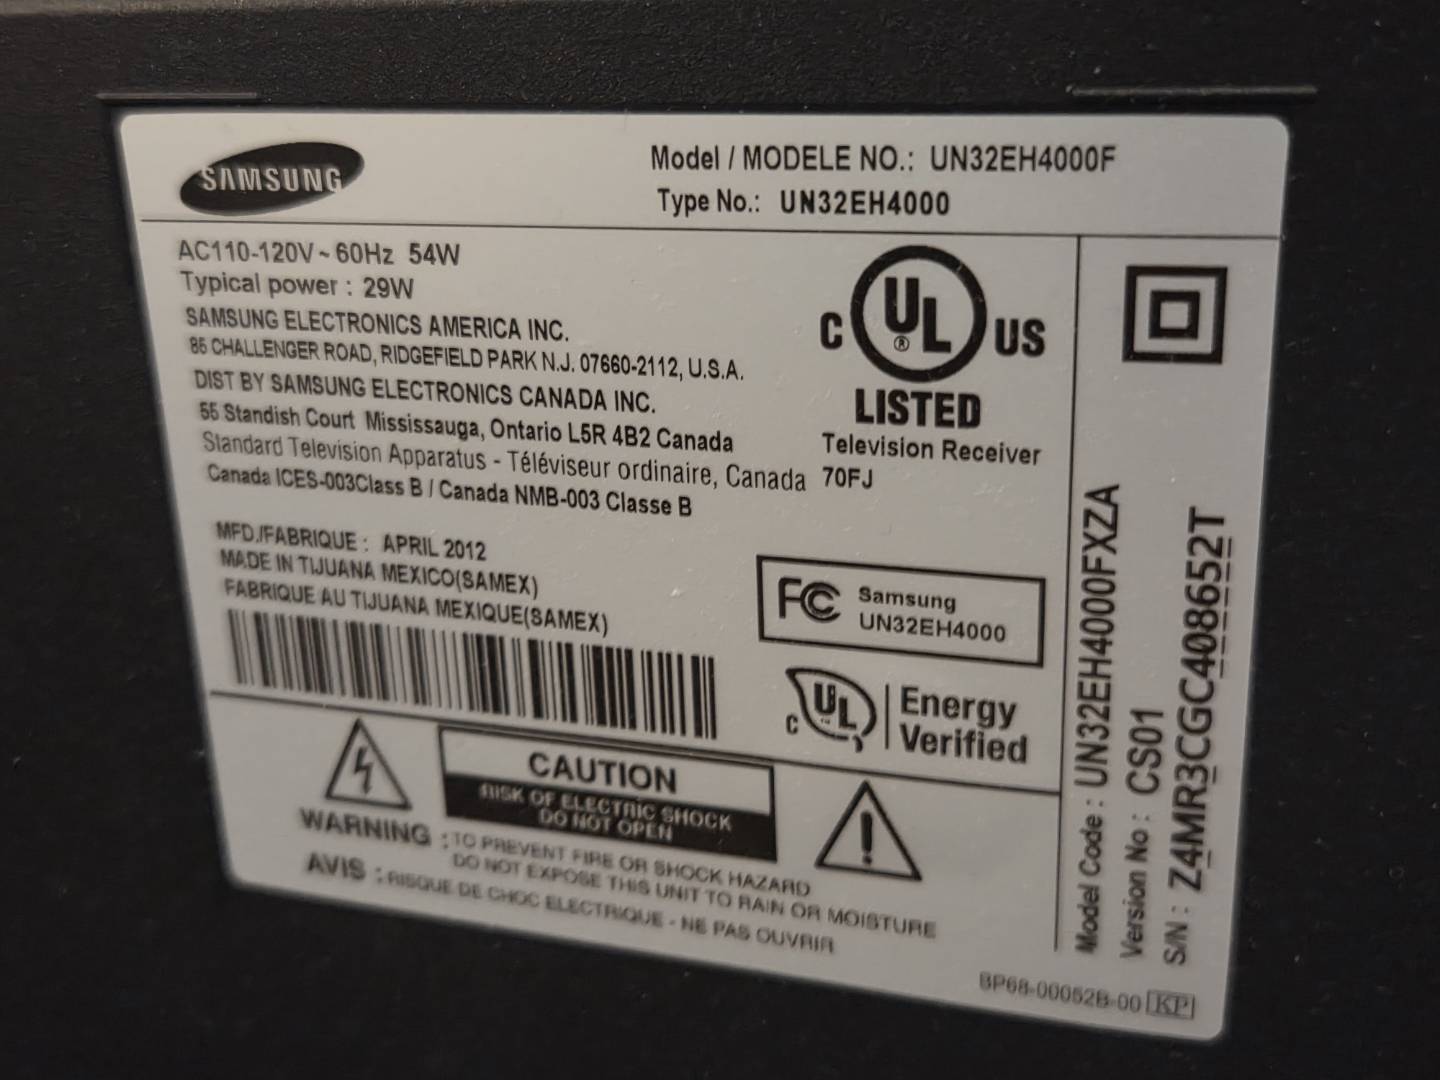 SAMSUNG
Model / MODELE NO.: UN32EH4000F
Type No.: UN32EH4000
AC110-120V ~ 60Hz 54W
Typical power : 29W
SAMSUNG ELECTRONICS AMERICA INC.
85 CHALLENGER ROAD, RIDGEFIELD PARK N.J. 07660-2112, U.S.A.
DIST BY SAMSUNG ELECTRONICS CANADA INC.
55 Standish Court Mississauga, Ontario L5R 4B2 Canada
Standard Television Apparatus - Téléviseur ordinaire, Canada
Canada ICES-003Class B / Canada NMB-003 Classe B
MFD./FABRIQUE : APRIL 2012
MADE IN TIJUANA MEXICO(SAMEX)
FABRIQUE AU TIJUANA MEXIQUE(SAMEX)
C UL ® US
LISTED
Television Receiver
70FJ
FC Samsung
UN32EH4000
C UL Energy
Verified
CAUTION
RISK OF ELECTRIC SHOCK
DO NOT OPEN
WARNING : TO PREVENT FIRE OR SHOCK HAZARD
DO NOT EXPOSE THIS UNIT TO RAIN OR MOISTURE
AVIS : RISQUE DE CHOC ELECTRIQUE - NE PAS OUVRIR
Model Code : UN32EH4000FXZA
Version No : CS01
S/N : Z4MR3CGC408652T
BP68-00052B-00 KP